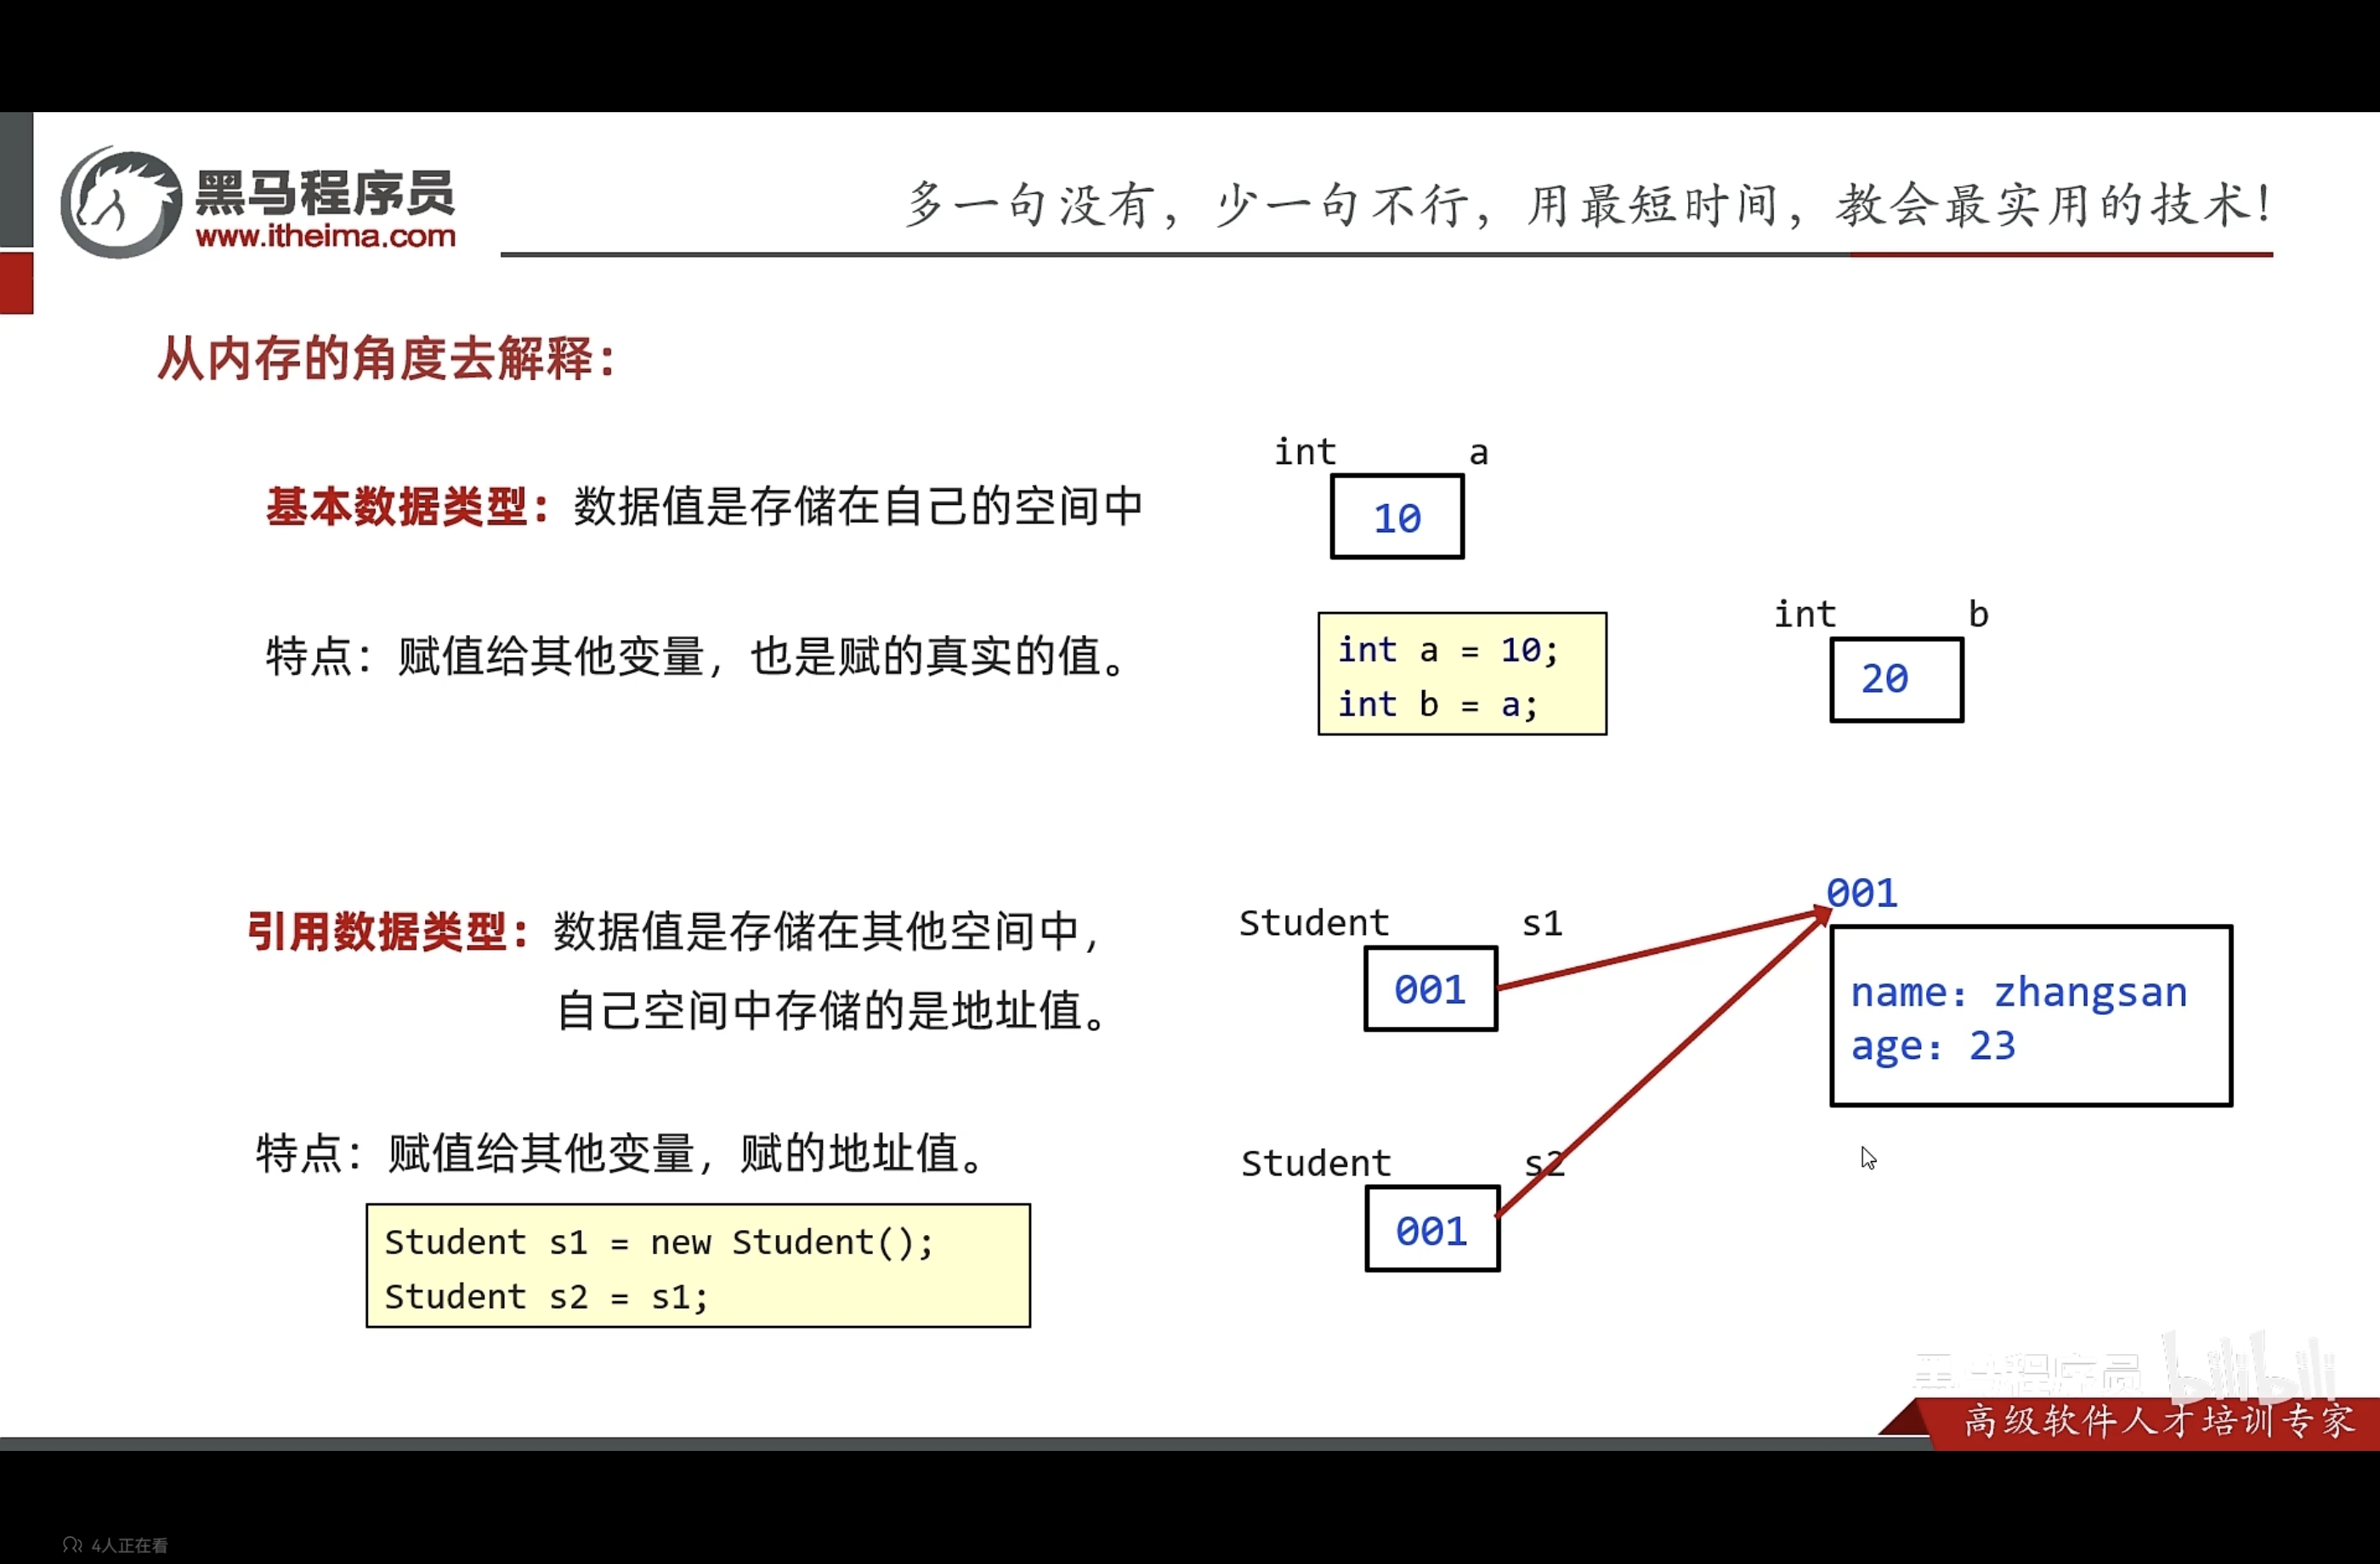 黑马程序员
www.itheima.com
多一句没有，少一句不行，用最短时间，教会最实用的技术！
从内存的角度去解释：
基本数据类型：数据值是存储在自己的空间中
特点：赋值给其他变量，也是赋的真实的值。
int a
10
int a = 10;
int b = a;
int b
20
引用数据类型：数据值是存储在其他空间中，
自己空间中存储的是地址值。
特点：赋值给其他变量，赋的地址值。
Student s1 = new Student();
Student s2 = s1;
Student s1
001
001
name：zhangsan
age：23
Student s2
001
黑马程序员 bilibili
高级软件人才培训专家
4人正在看